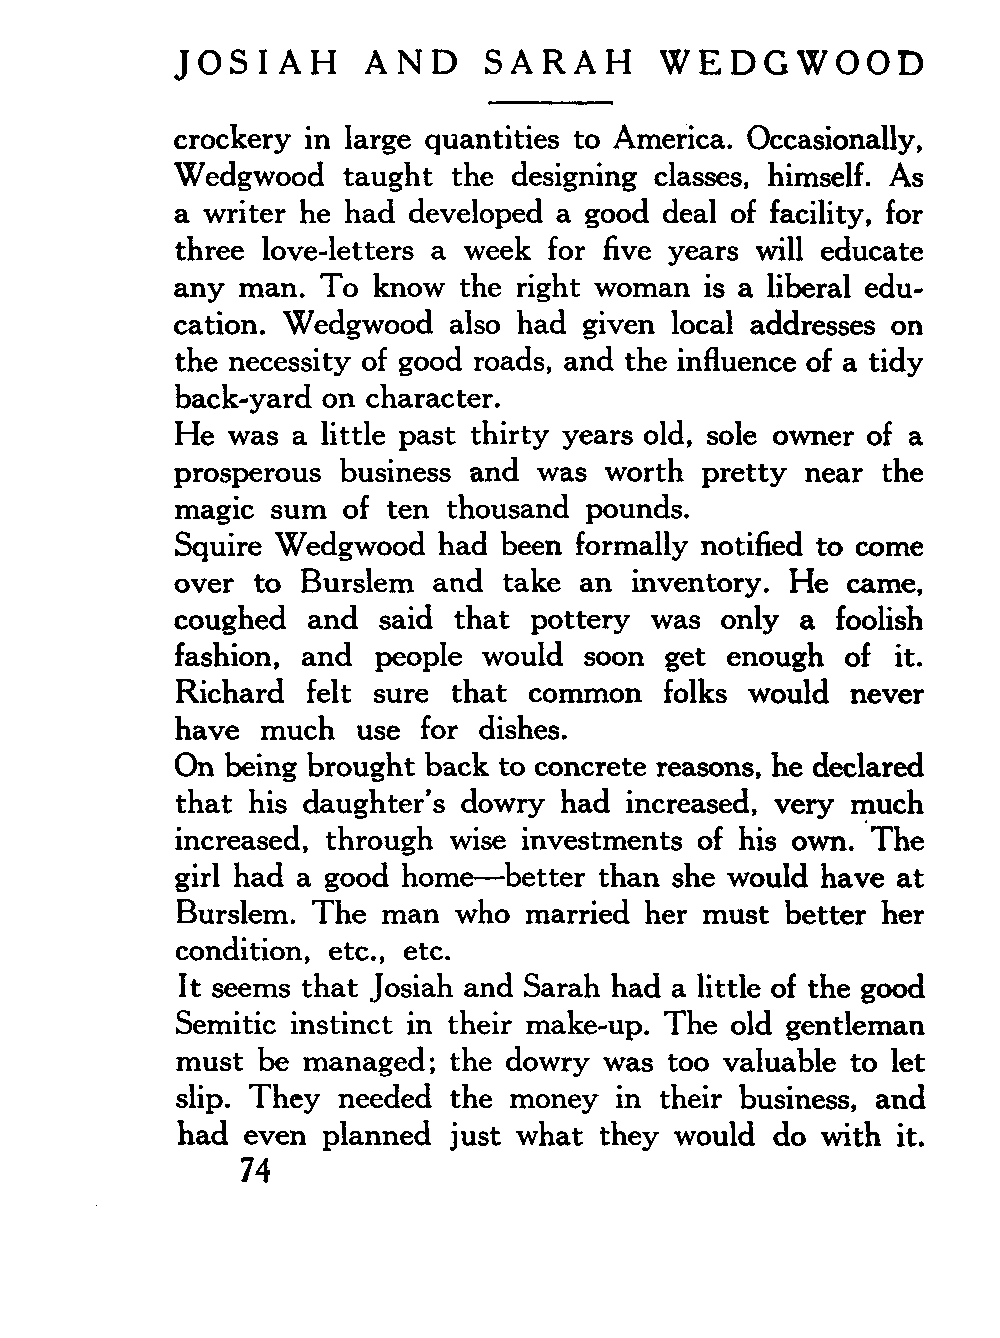 JOSIAH AND SARAH WEDGWOOD
crockery in large quantities to America. Occasionally,
Wedgwood taught the designing classes, himself. As
a writer he had developed a good deal of facility, for
three love-letters a week for five years will educate
any man. To know the right woman is a liberal edu-
cation. Wedgwood also had given local addresses on
the necessity of good roads, and the influence of a tidy
back-yard on character.
He was a little past thirty years old, sole owner of a
prosperous business and was worth pretty near the
magic sum of ten thousand pounds.
Squire Wedgwood had been formally notified to come
over to Burslem and take an inventory. He came,
coughed and said that pottery was only a foolish
fashion, and people would soon get enough of it.
Richard felt sure that common folks would never
have much use for dishes.
On being brought back to concrete reasons, he declared
that his daughter's dowry had increased, very much
increased, through wise investments of his own. The
girl had a good home—better than she would have at
Burslem. The man who married her must better her
condition, etc., etc.
It seems that Josiah and Sarah had a little of the good
Semitic instinct in their make-up. The old gentleman
must be managed; the dowry was too valuable to let
slip. They needed the money in their business, and
had even planned just what they would do with it.
74